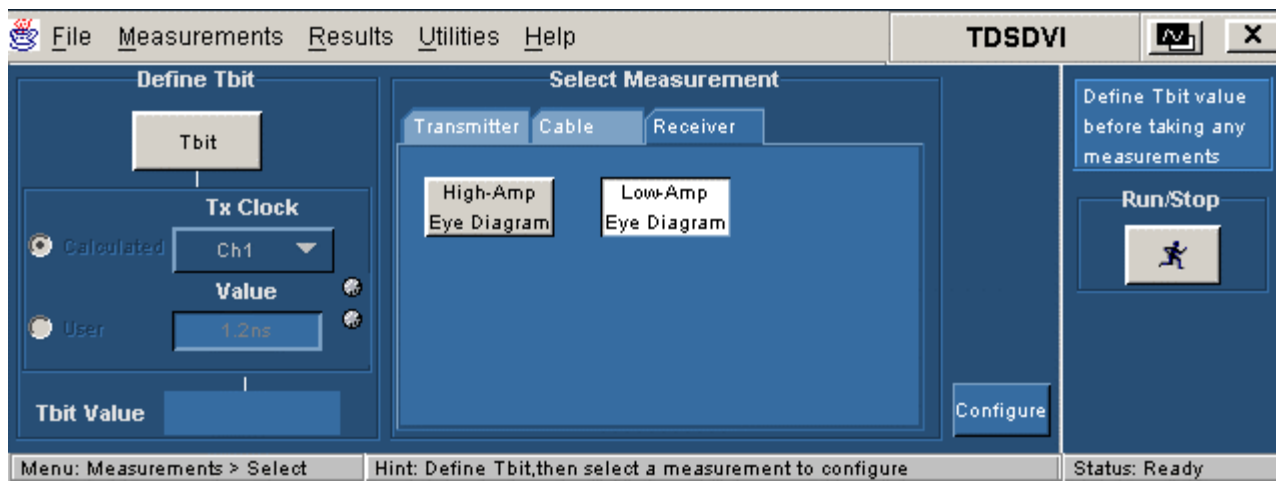 File Measurements Results Utilities Help TDSDVI X
Define Tbit
Tbit
Tx Clock
Calculated Ch1
Value
User 1.2ns
Tbit Value
Select Measurement
Transmitter Cable Receiver
High-Amp
Eye Diagram
Low-Amp
Eye Diagram
Configure
Define Tbit value
before taking any
measurements
Run/Stop
Menu: Measurements > Select
Hint: Define Tbit,then select a measurement to configure
Status: Ready